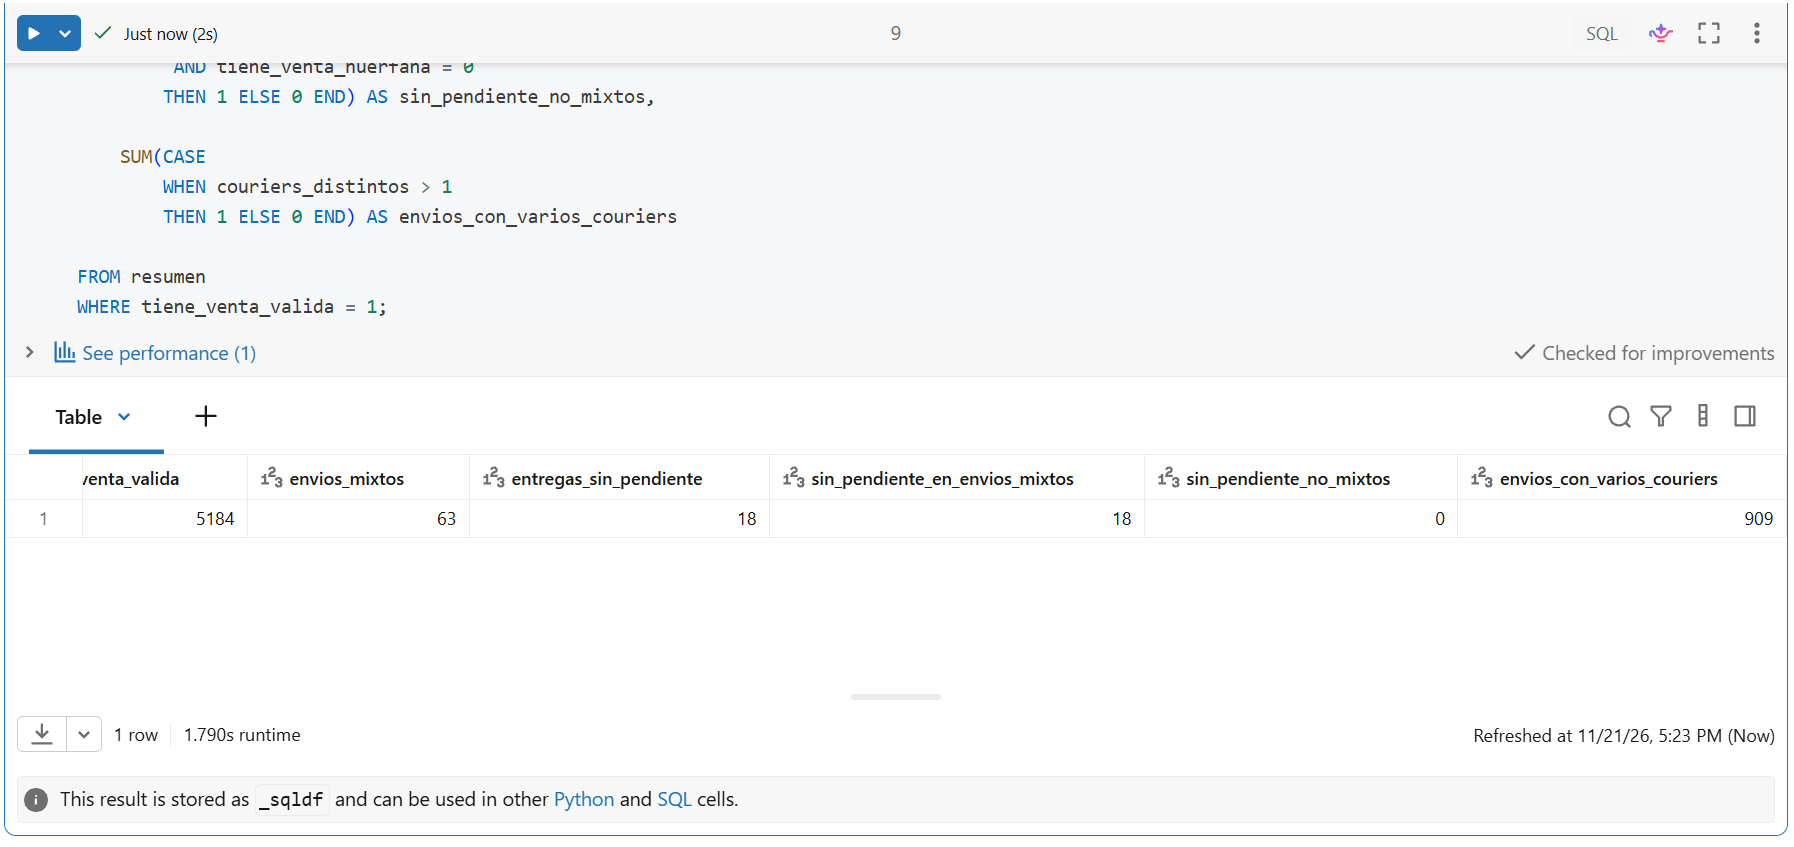 Just now (2s)
9
SQL
AND tiene_venta_huerfana = 0
THEN 1 ELSE 0 END) AS sin_pendiente_no_mixtos,
SUM(CASE
WHEN couriers_distintos > 1
THEN 1 ELSE 0 END) AS envios_con_varios_couriers
FROM resumen
WHERE tiene_venta_valida = 1;
See performance (1)
Checked for improvements
Table
venta_valida envios_mixtos entregas_sin_pendiente sin_pendiente_en_envios_mixtos sin_pendiente_no_mixtos envios_con_varios_couriers
1 5184 63 18 18 0 909
1 row 1.790s runtime
Refreshed at 11/21/26, 5:23 PM (Now)
This result is stored as _sqldf and can be used in other Python and SQL cells.